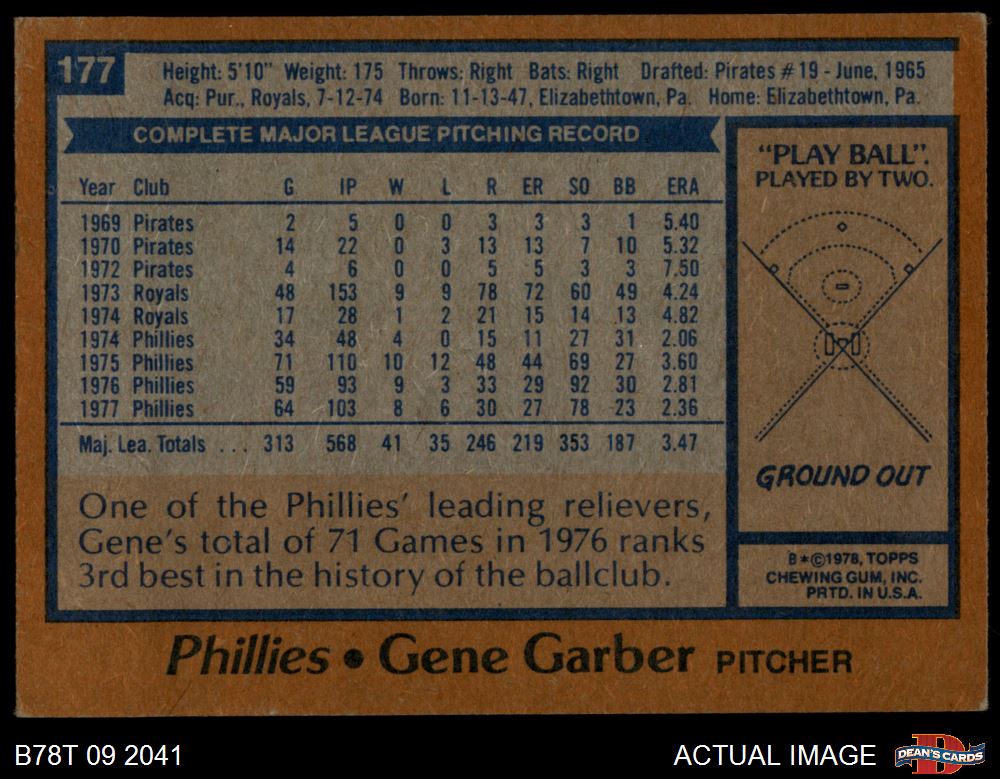 177
Height: 5'10" Weight: 175 Throws: Right Bats: Right Drafted: Pirates #19 - June, 1965
Acq: Pur., Royals, 7-12-74 Born: 11-13-47, Elizabethtown, Pa. Home: Elizabethtown, Pa.
COMPLETE MAJOR LEAGUE PITCHING RECORD
Year Club G IP W L R ER SO BB ERA
1969 Pirates 2 5 0 0 3 3 3 1 5.40
1970 Pirates 14 22 0 3 13 13 7 10 5.32
1972 Pirates 4 6 0 0 5 5 3 3 7.50
1973 Royals 48 153 9 9 78 72 60 49 4.24
1974 Royals 17 28 1 2 21 15 14 13 4.82
1974 Phillies 34 48 4 0 15 11 27 31 2.06
1975 Phillies 71 110 10 12 48 44 69 27 3.60
1976 Phillies 59 93 9 3 33 29 92 30 2.81
1977 Phillies 64 103 8 6 30 27 78 23 2.36
Maj. Lea. Totals . . . 313 568 41 35 246 219 353 187 3.47
One of the Phillies' leading relievers,
Gene's total of 71 Games in 1976 ranks
3rd best in the history of the ballclub.
"PLAY BALL".
PLAYED BY TWO.
GROUND OUT
B*©1978, TOPPS
CHEWING GUM, INC.
PRTD. IN U.S.A.
Phillies • Gene Garber PITCHER
B78T 09 2041
ACTUAL IMAGE
D
DEAN'S CARDS